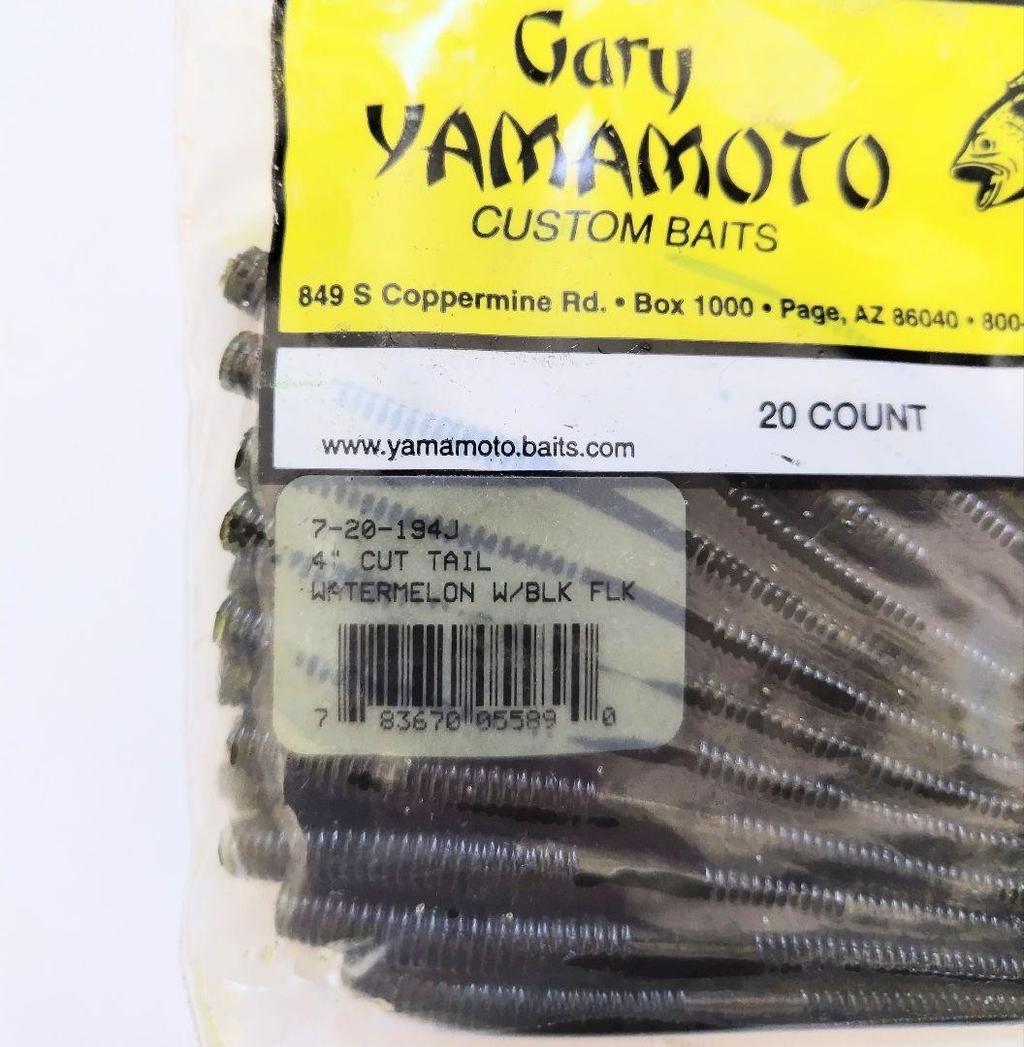 Gary
YAMAMOTO
CUSTOM BAITS
849 S Coppermine Rd. • Box 1000 • Page, AZ 86040 • 800-
20 COUNT
www.yamamoto.baits.com
7-20-194J
4" CUT TAIL
WATERMELON W/BLK FLK
7 83670 05589 0